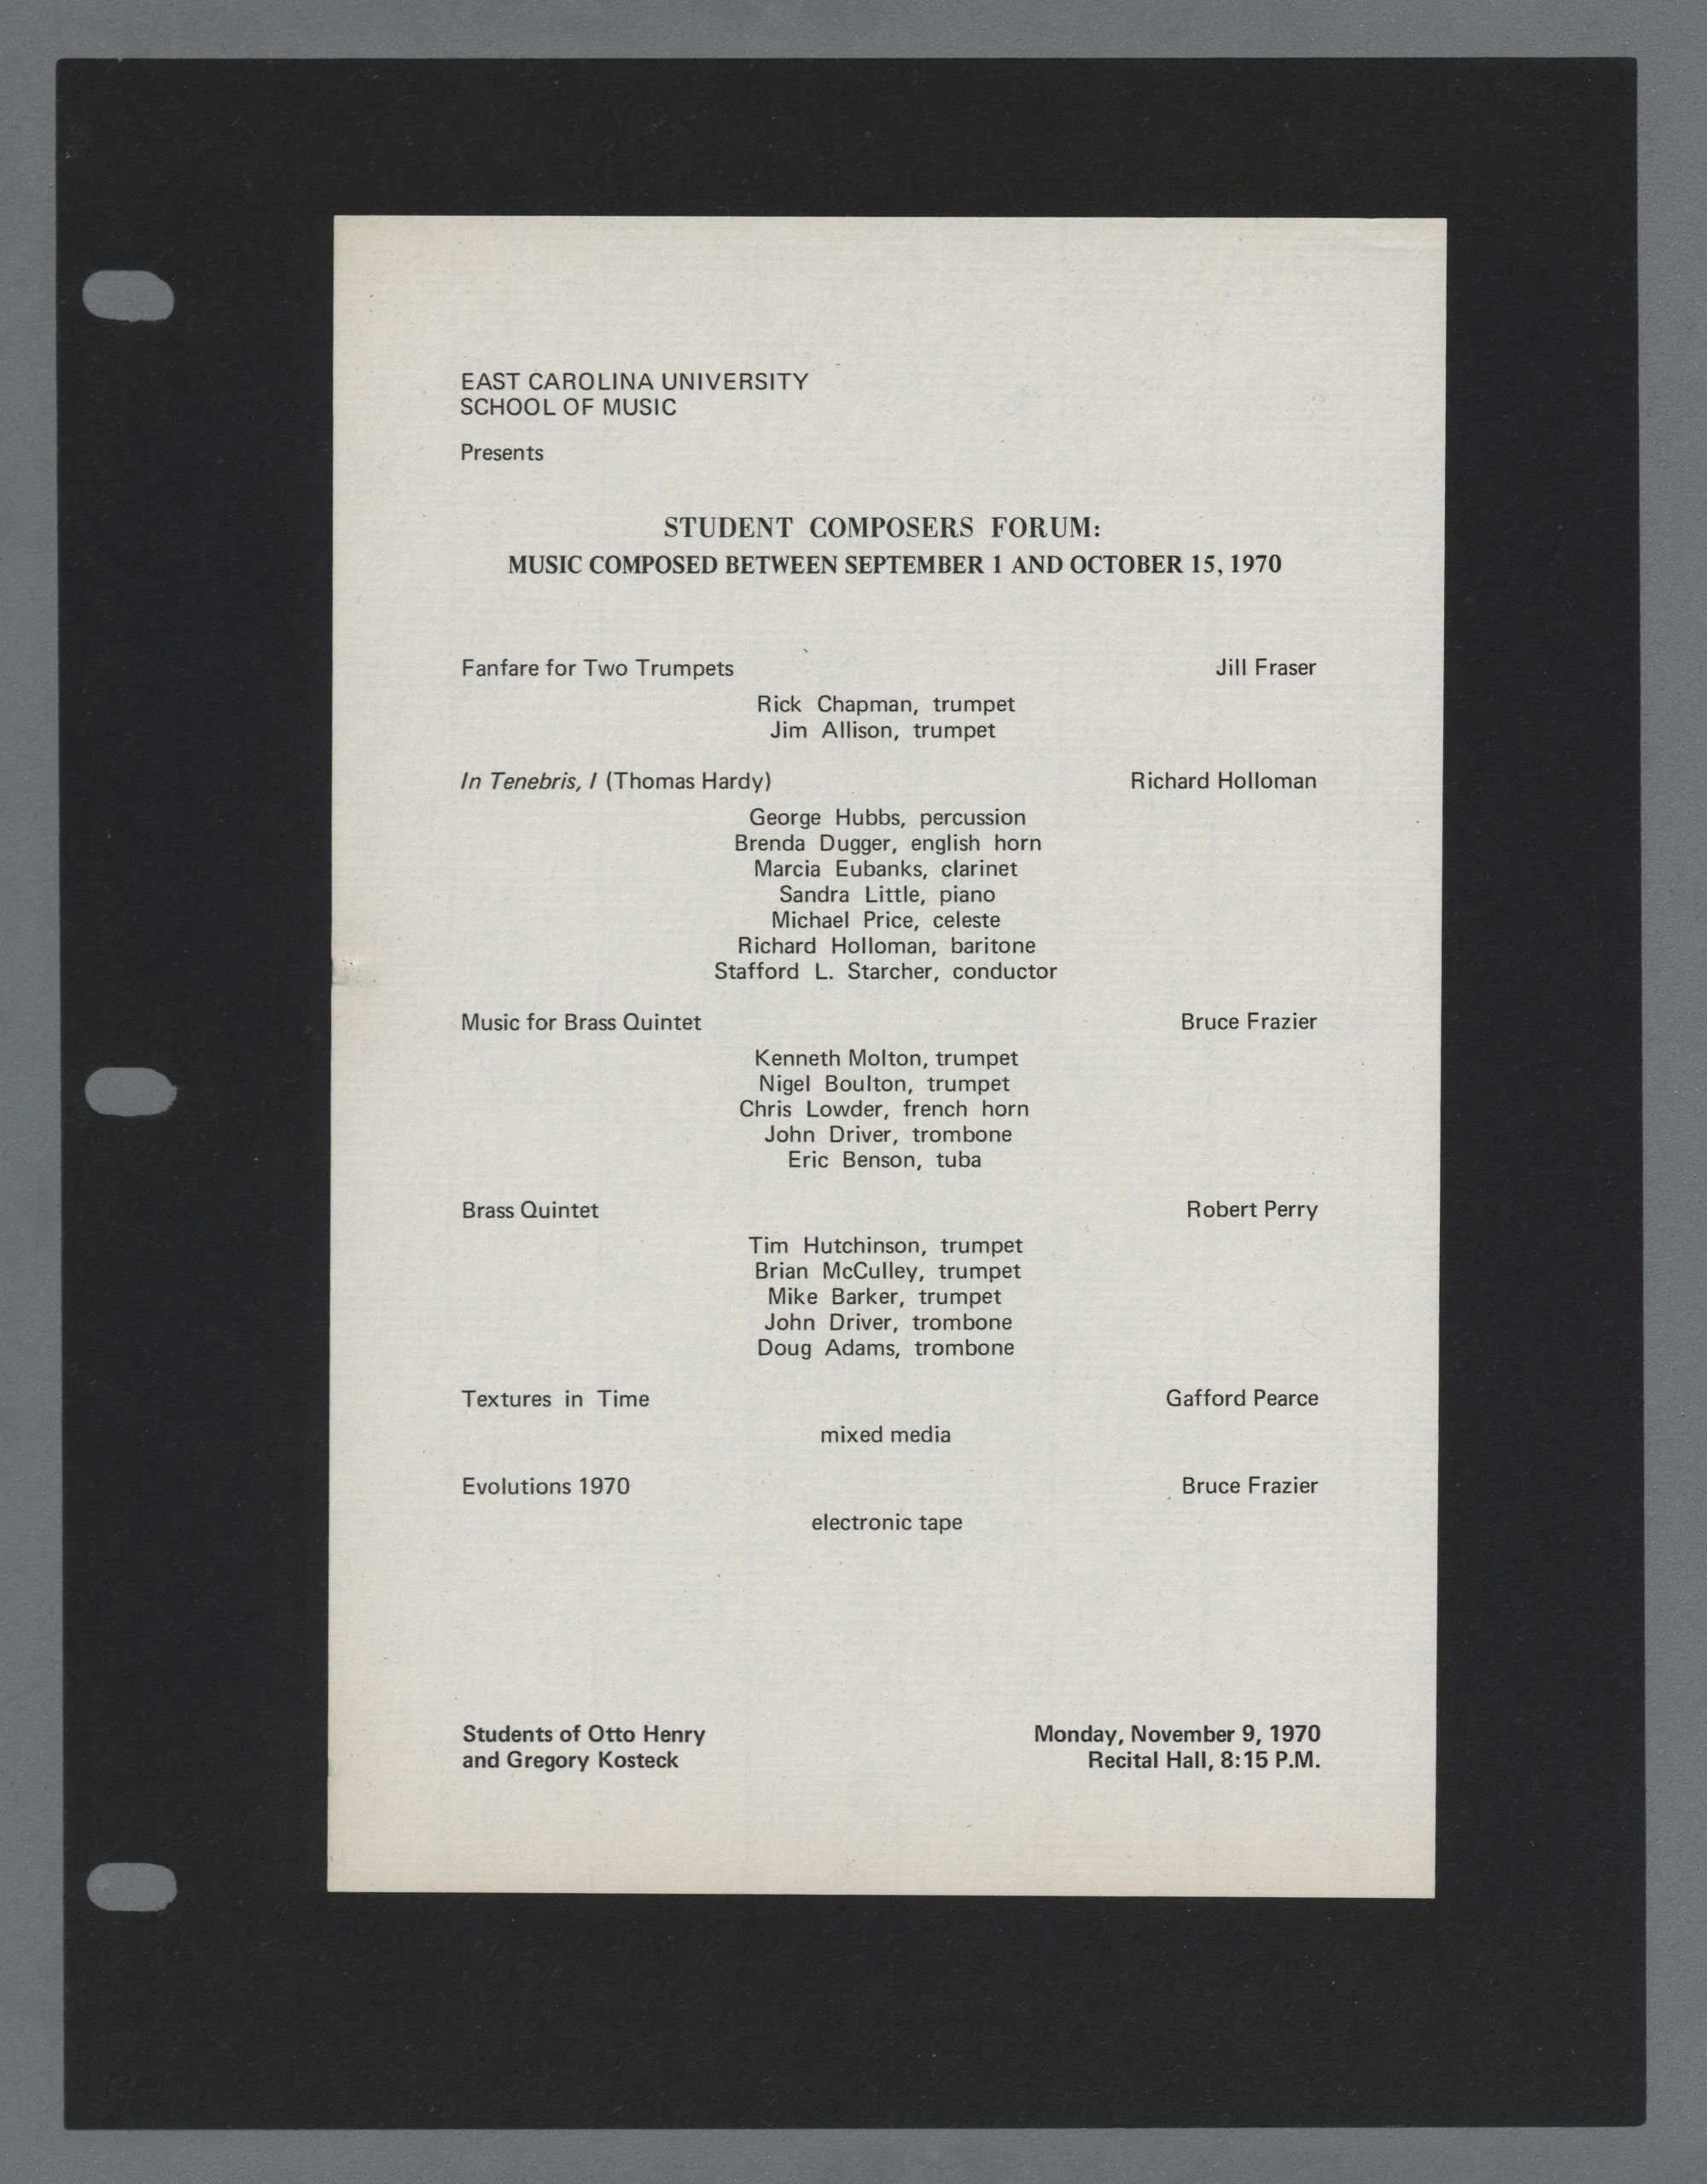 EAST CAROLINA UNIVERSITY
SCHOOL OF MUSIC
Presents
STUDENT COMPOSERS FORUM:
MUSIC COMPOSED BETWEEN SEPTEMBER 1 AND OCTOBER 15, 1970
Fanfare for Two Trumpets Jill Fraser
Rick Chapman, trumpet
Jim Allison, trumpet
In Tenebris, I (Thomas Hardy) Richard Holloman
George Hubbs, percussion
Brenda Dugger, english horn
Marcia Eubanks, clarinet
Sandra Little, piano
Michael Price, celeste
Richard Holloman, baritone
Stafford L. Starcher, conductor
Music for Brass Quintet Bruce Frazier
Kenneth Molton, trumpet
Nigel Boulton, trumpet
Chris Lowder, french horn
John Driver, trombone
Eric Benson, tuba
Brass Quintet Robert Perry
Tim Hutchinson, trumpet
Brian McCulley, trumpet
Mike Barker, trumpet
John Driver, trombone
Doug Adams, trombone
Textures in Time Gafford Pearce
mixed media
Evolutions 1970 Bruce Frazier
electronic tape
Students of Otto Henry Monday, November 9, 1970
and Gregory Kosteck Recital Hall, 8:15 P.M.